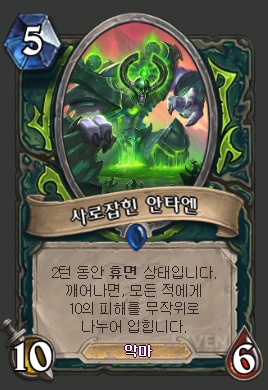 5
사로잡힌 안타엔
2턴 동안 휴면 상태입니다.
깨어나면, 모든 적에게
10의 피해를 무작위로
나누어 입힙니다.
악마
10
6